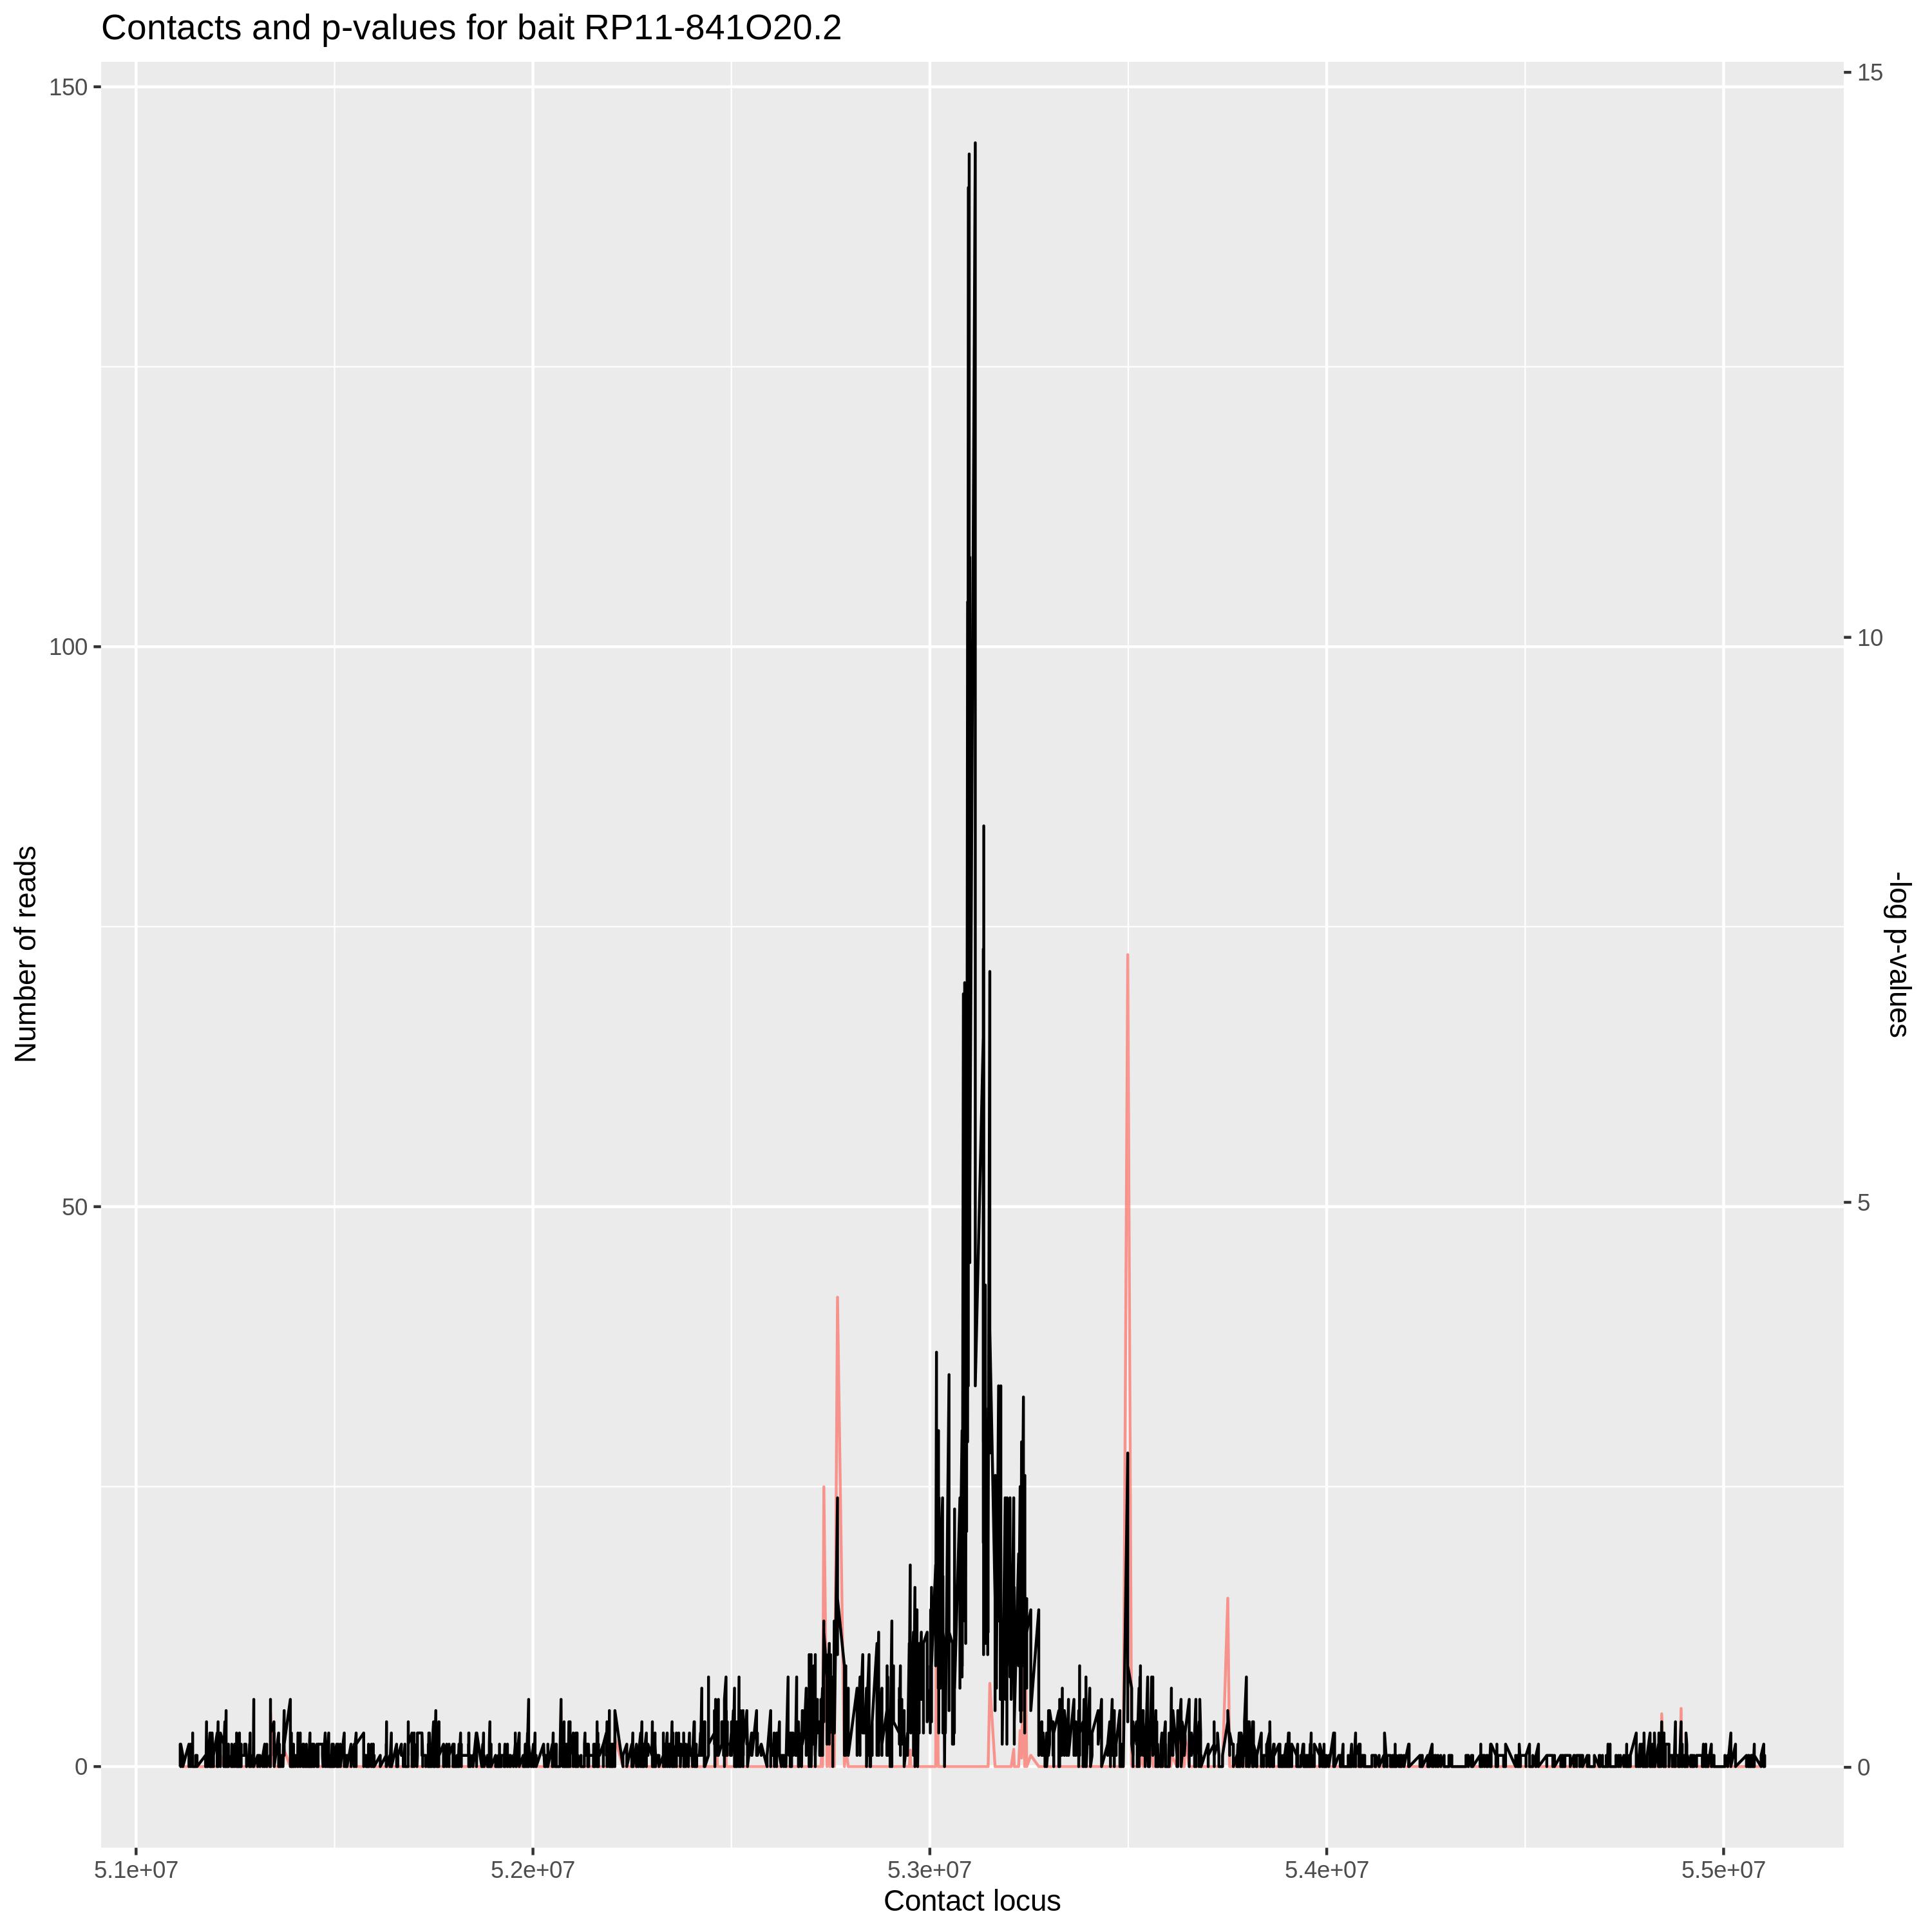 Contacts and p-values for bait RP11-841O20.2
150
100
50
0
Number of reads
15
10
5
0
-log p-values
5.1e+07
5.2e+07
5.3e+07
5.4e+07
5.5e+07
Contact locus